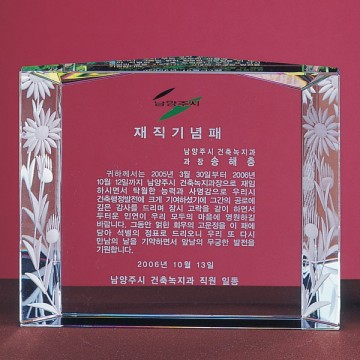 남양주시
재직기념패
남양주시 건축녹지과
과 장 송 해 충
귀하께서는 2005년 3월 30일부터 2006년
10월 12일까지 남양주시 건축녹지과장으로 재임
하시면서 탁월한 능력과 사명감으로 우리시
건축행정발전에 크게 기여하셨기에 그간의 공로에
깊은 감사를 드리며 잠시 고락을 같이 하면서
두터운 인연이 우리 모두의 마음에 영원하길
바랍니다. 그동안 얽힌 회우의 고운정을 이 패에
담아 석별의 정표로 드리오니 우리 또 다시
만남의 날을 기약하면서 앞날의 무궁한 발전을
기원합니다.
2006년 10월 13일
남양주시 건축녹지과 직원 일동